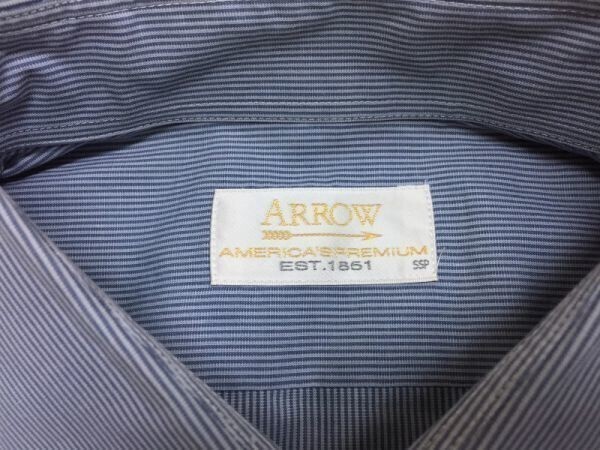 ARROW
AMERICA'S PREMIUM
EST.1851
SSP